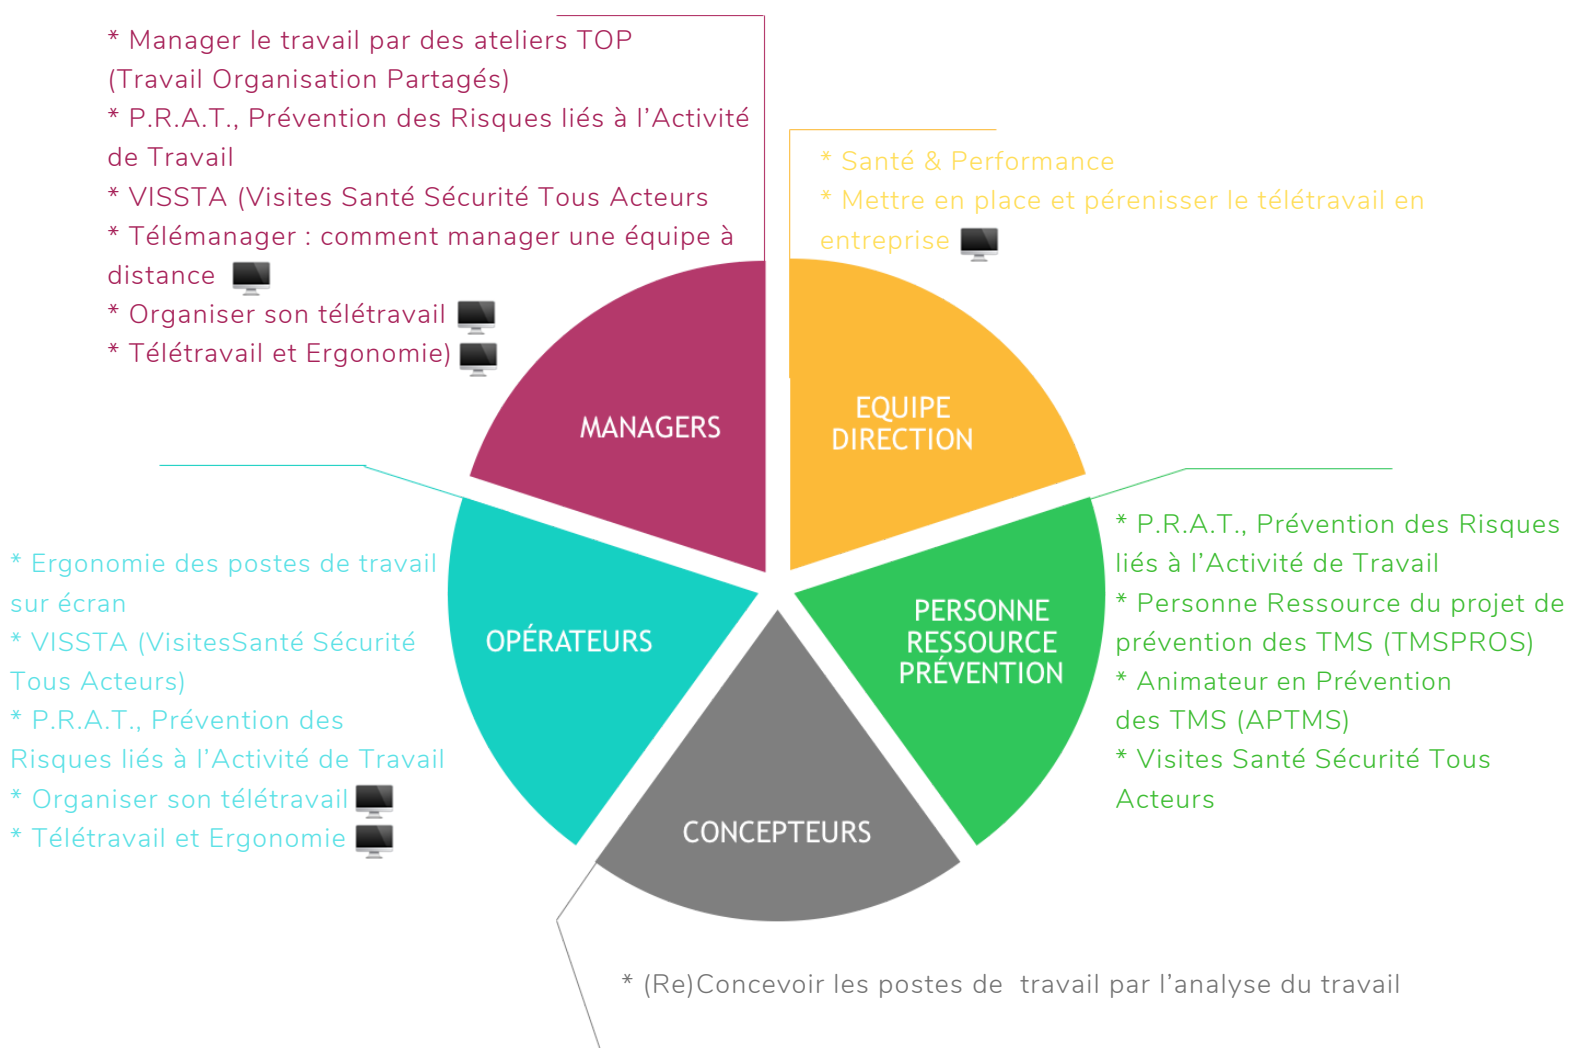 * Manager le travail par des ateliers TOP
(Travail Organisation Partagés)
* P.R.A.T., Prévention des Risques liés à l’Activité
de Travail
* VISSTA (Visites Santé Sécurité Tous Acteurs
* Télémanager : comment manager une équipe à
distance
* Organiser son télétravail
* Télétravail et Ergonomie)
* Santé & Performance
* Mettre en place et pérenisser le télétravail en
entreprise
MANAGERS
EQUIPE
DIRECTION
* Ergonomie des postes de travail
sur écran
* VISSTA (VisitesSanté Sécurité
Tous Acteurs)
* P.R.A.T., Prévention des
Risques liés à l’Activité de Travail
* Organiser son télétravail
* Télétravail et Ergonomie
OPÉRATEURS
PERSONNE
RESSOURCE
PRÉVENTION
* P.R.A.T., Prévention des Risques
liés à l’Activité de Travail
* Personne Ressource du projet de
prévention des TMS (TMSPROS)
* Animateur en Prévention
des TMS (APTMS)
* Visites Santé Sécurité Tous
Acteurs
CONCEPTEURS
* (Re)Concevoir les postes de  travail par l’analyse du travail